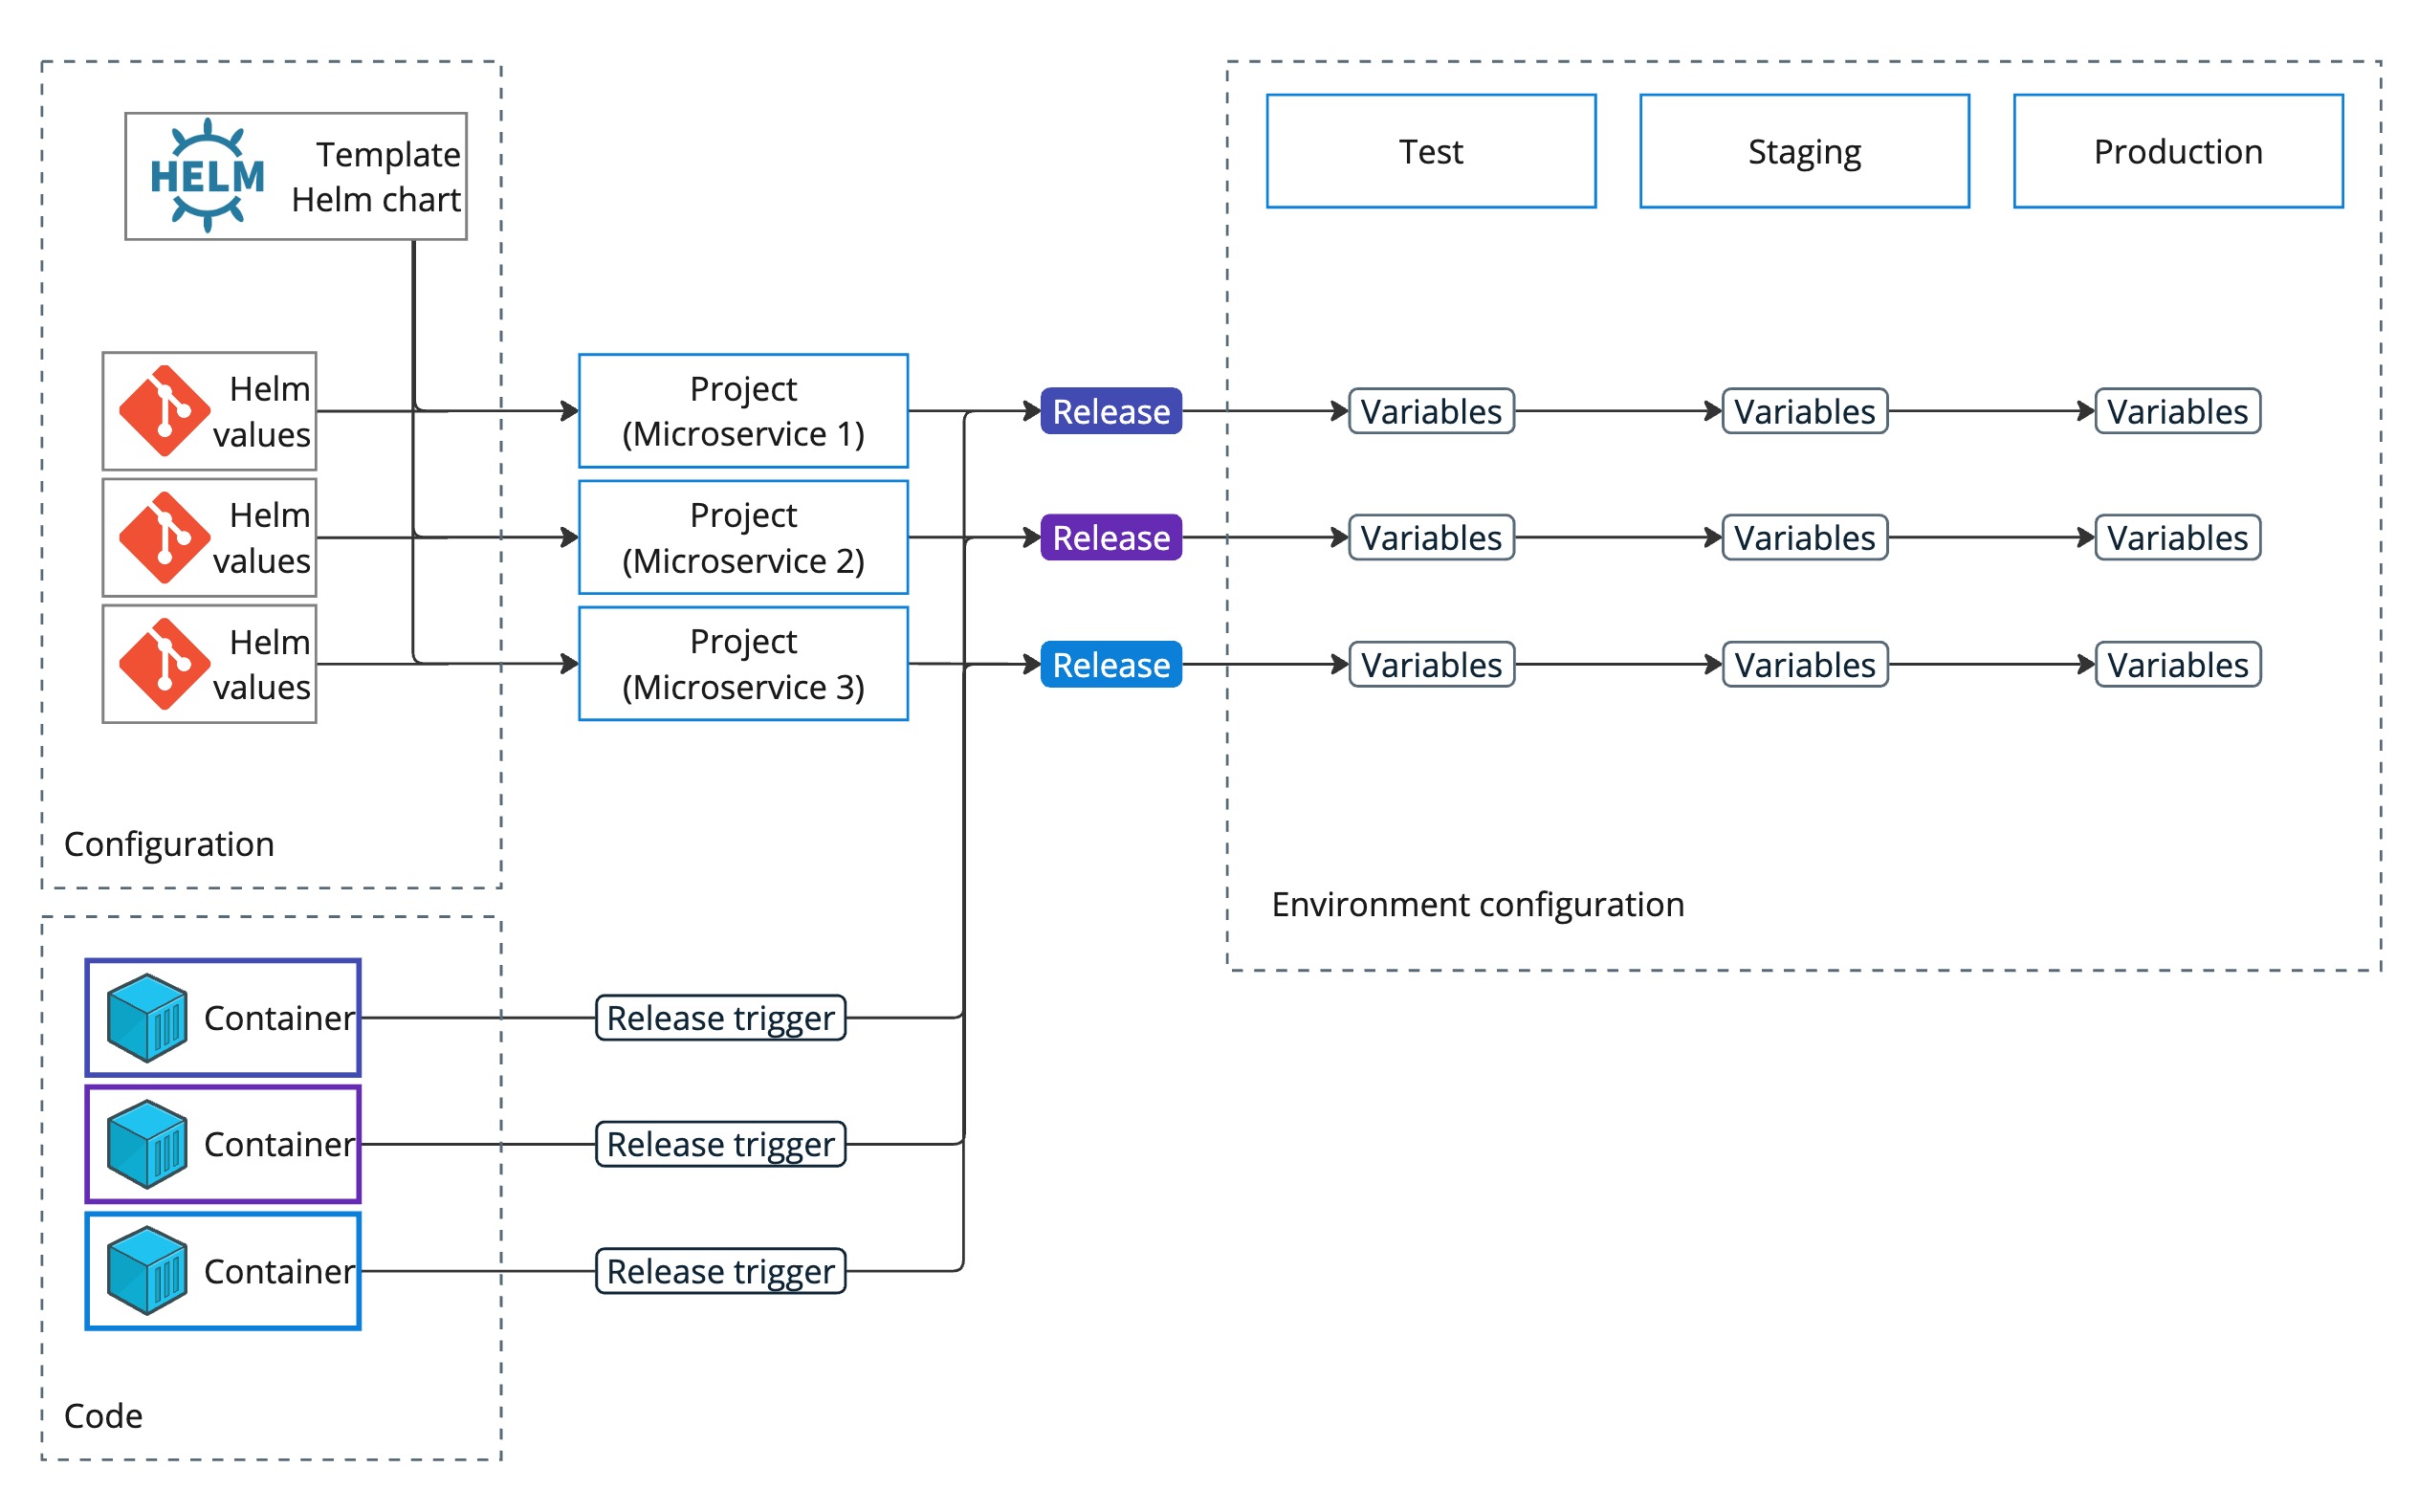 HELM
Template
Helm chart
Helm
values
Helm
values
Helm
values
Configuration
Project
(Microservice 1)
Project
(Microservice 2)
Project
(Microservice 3)
Release
Release
Release
Test
Staging
Production
Variables
Variables
Variables
Variables
Variables
Variables
Variables
Variables
Variables
Environment configuration
Container
Release trigger
Container
Release trigger
Container
Release trigger
Code